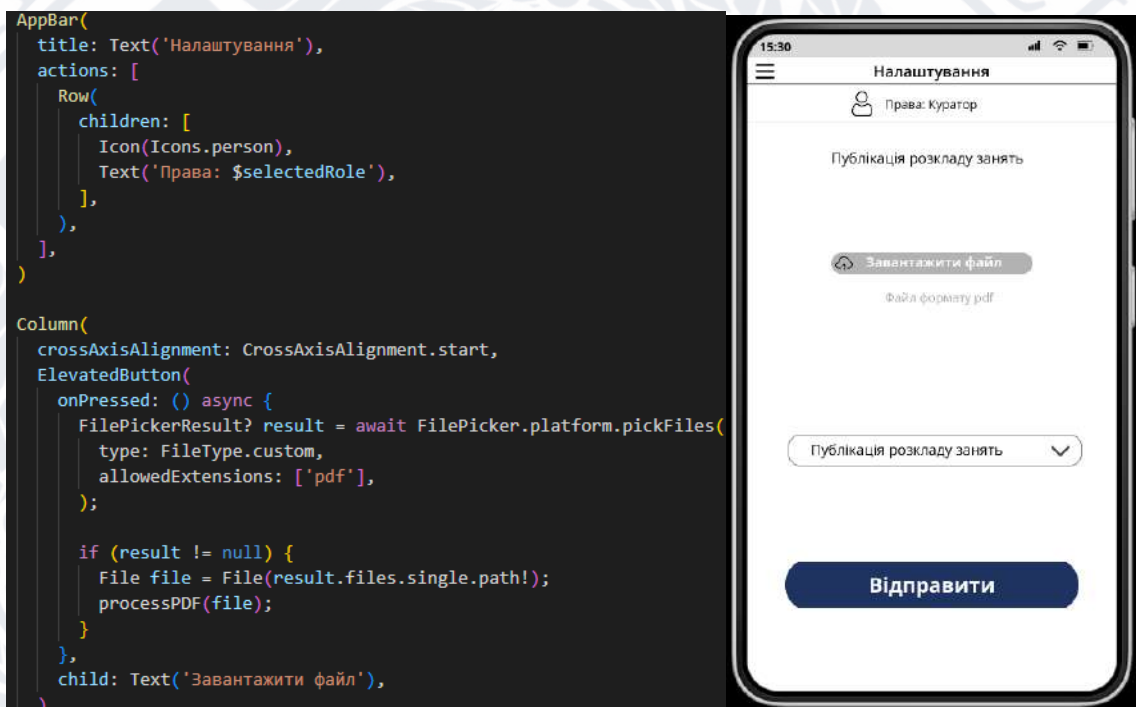 AppBar(
title: Text('Налаштування'),
actions: [
Row(
children: [
Icon(Icons.person),
Text('Права: $selectedRole'),
],
),
],
)
Column(
crossAxisAlignment: CrossAxisAlignment.start,
ElevatedButton(
onPressed: () async {
FilePickerResult? result = await FilePicker.platform.pickFiles(
type: FileType.custom,
allowedExtensions: ['pdf'],
);
if (result != null) {
File file = File(result.files.single.path!);
processPDF(file);
}
},
child: Text('Завантажити файл'),
)
15:30
Налаштування
Права: Куратор
Публікація розкладу занять
Завантажити файл
Файл формату pdf
Публікація розкладу занять
Відправити